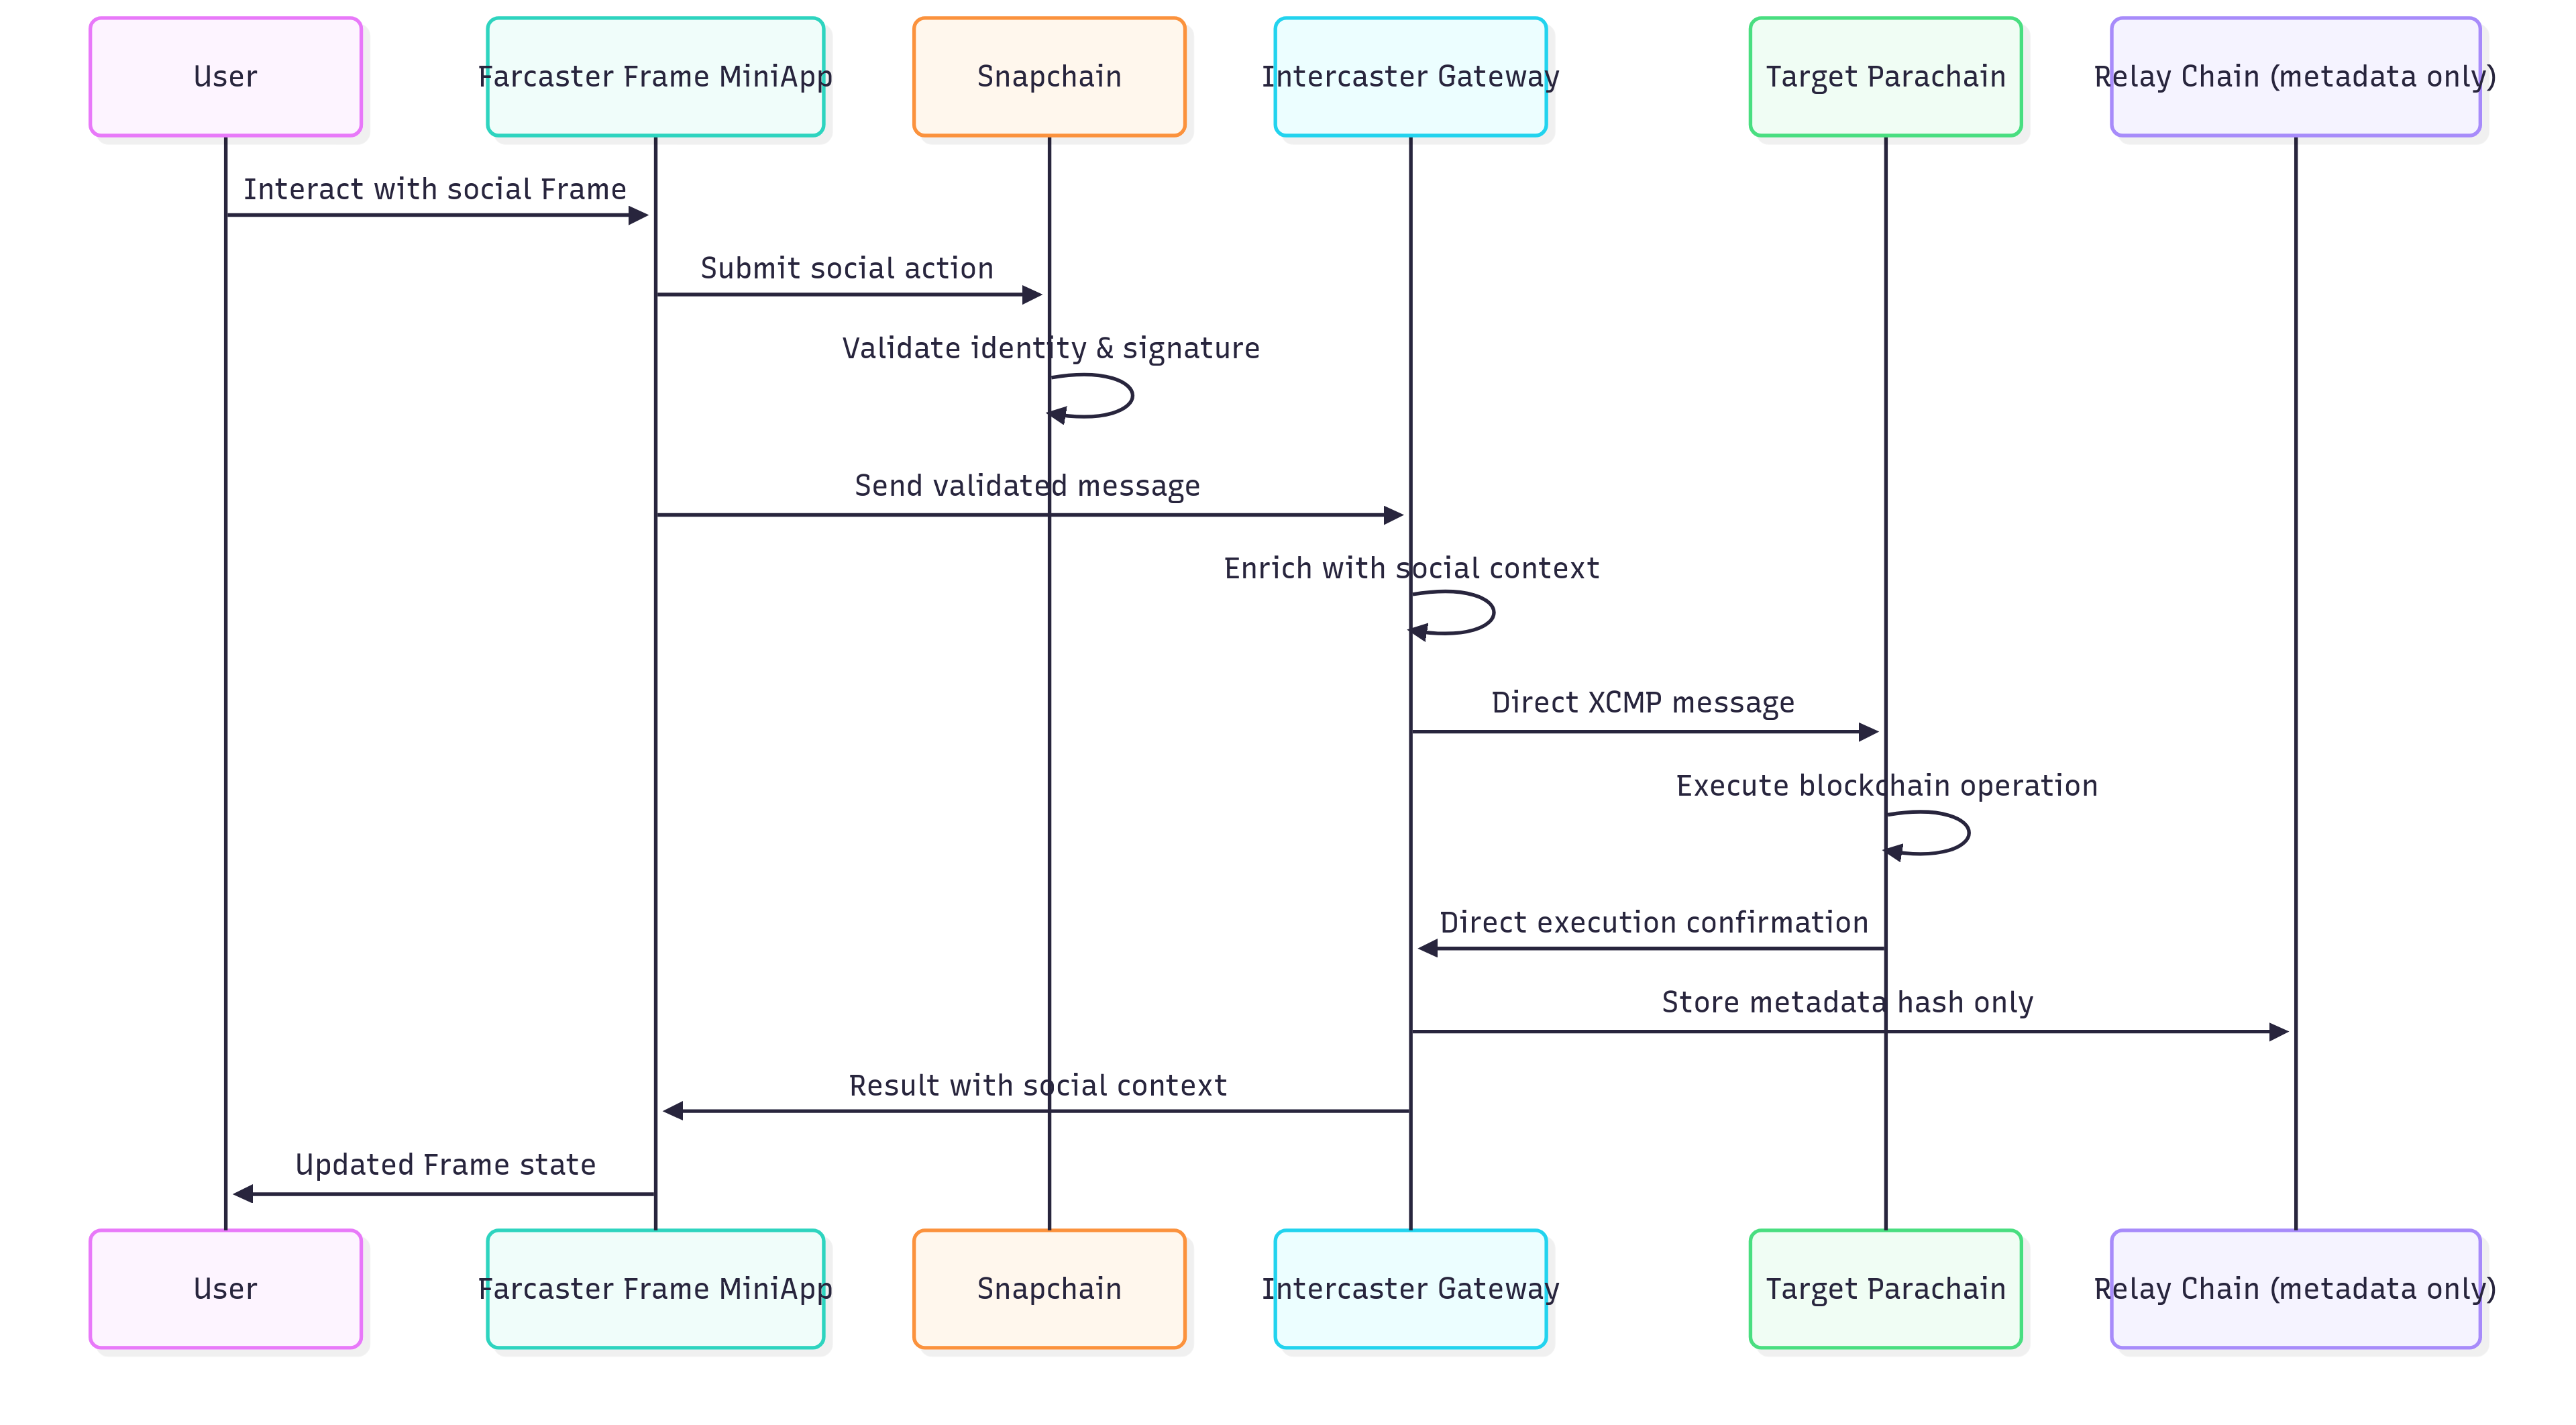 User
Farcaster Frame MiniApp
Snapchain
Intercaster Gateway
Target Parachain
Relay Chain (metadata only)
Interact with social Frame
Submit social action
Validate identity & signature
Send validated message
Enrich with social context
Direct XCMP message
Execute blockchain operation
Direct execution confirmation
Store metadata hash only
Result with social context
Updated Frame state
User
Farcaster Frame MiniApp
Snapchain
Intercaster Gateway
Target Parachain
Relay Chain (metadata only)